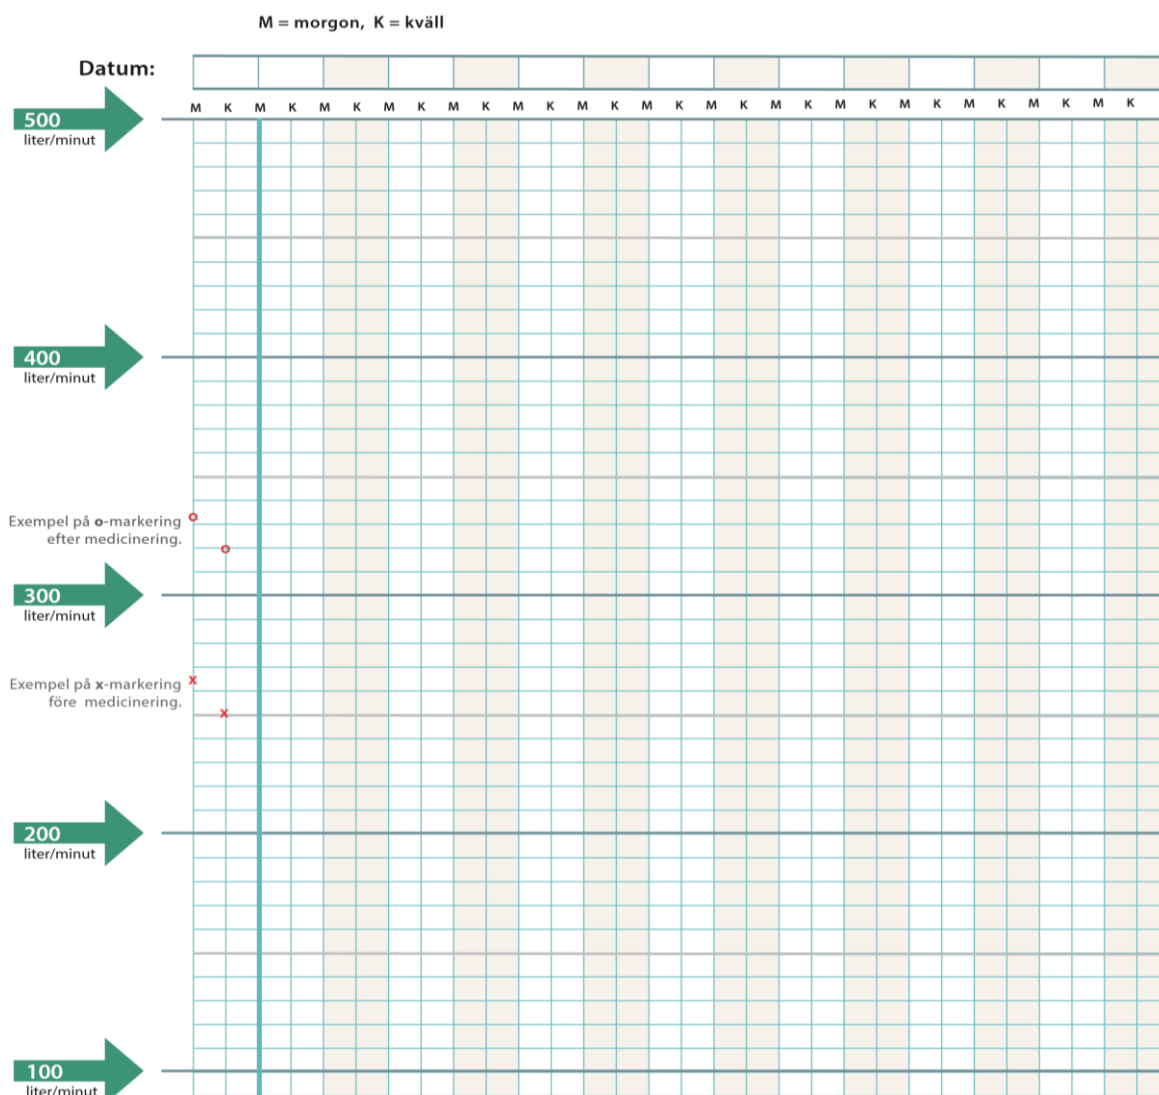 M = morgon, K = kväll
Datum:
M K M K M K M K M K M K M K M K M K M K M K M K M K M K M K
500
liter/minut
400
liter/minut
o
Exempel på o-markering
efter medicinering.
o
300
liter/minut
x
Exempel på x-markering
före medicinering.
x
200
liter/minut
100
liter/minut